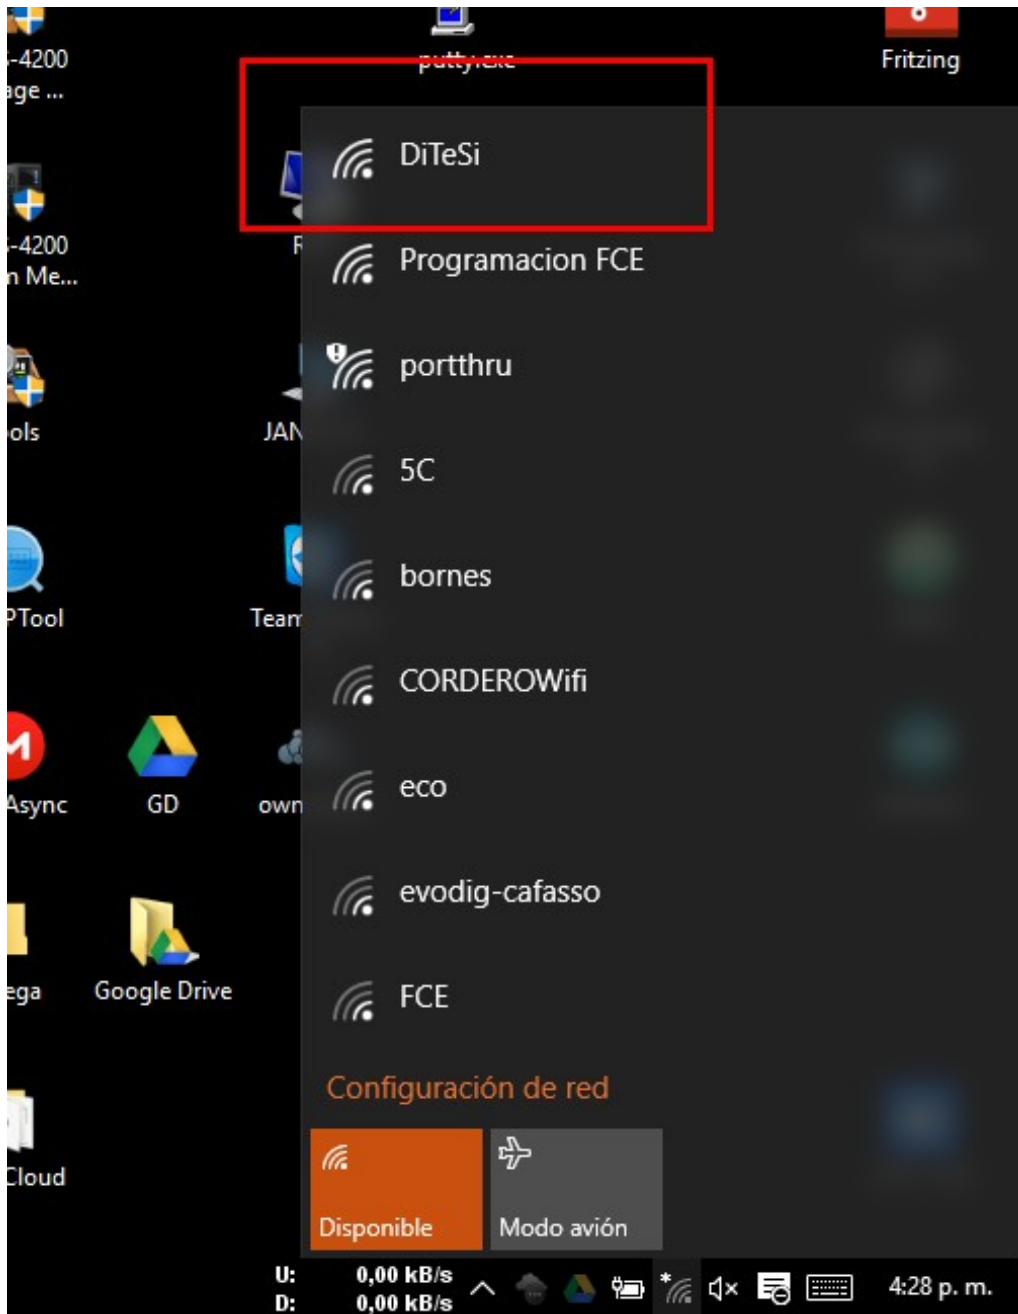 -4200
age ...
putty.exe
Fritzing
DiTeSi
-4200
n Me...
R
Programacion FCE
portthru
ols
JAN
5C
bornes
PTool
Team
CORDEROWifi
Async
GD
own
eco
evodig-cafasso
ega
Google Drive
FCE
Configuración de red
Cloud
Disponible
Modo avión
U: 0,00 kB/s
D: 0,00 kB/s
4:28 p. m.